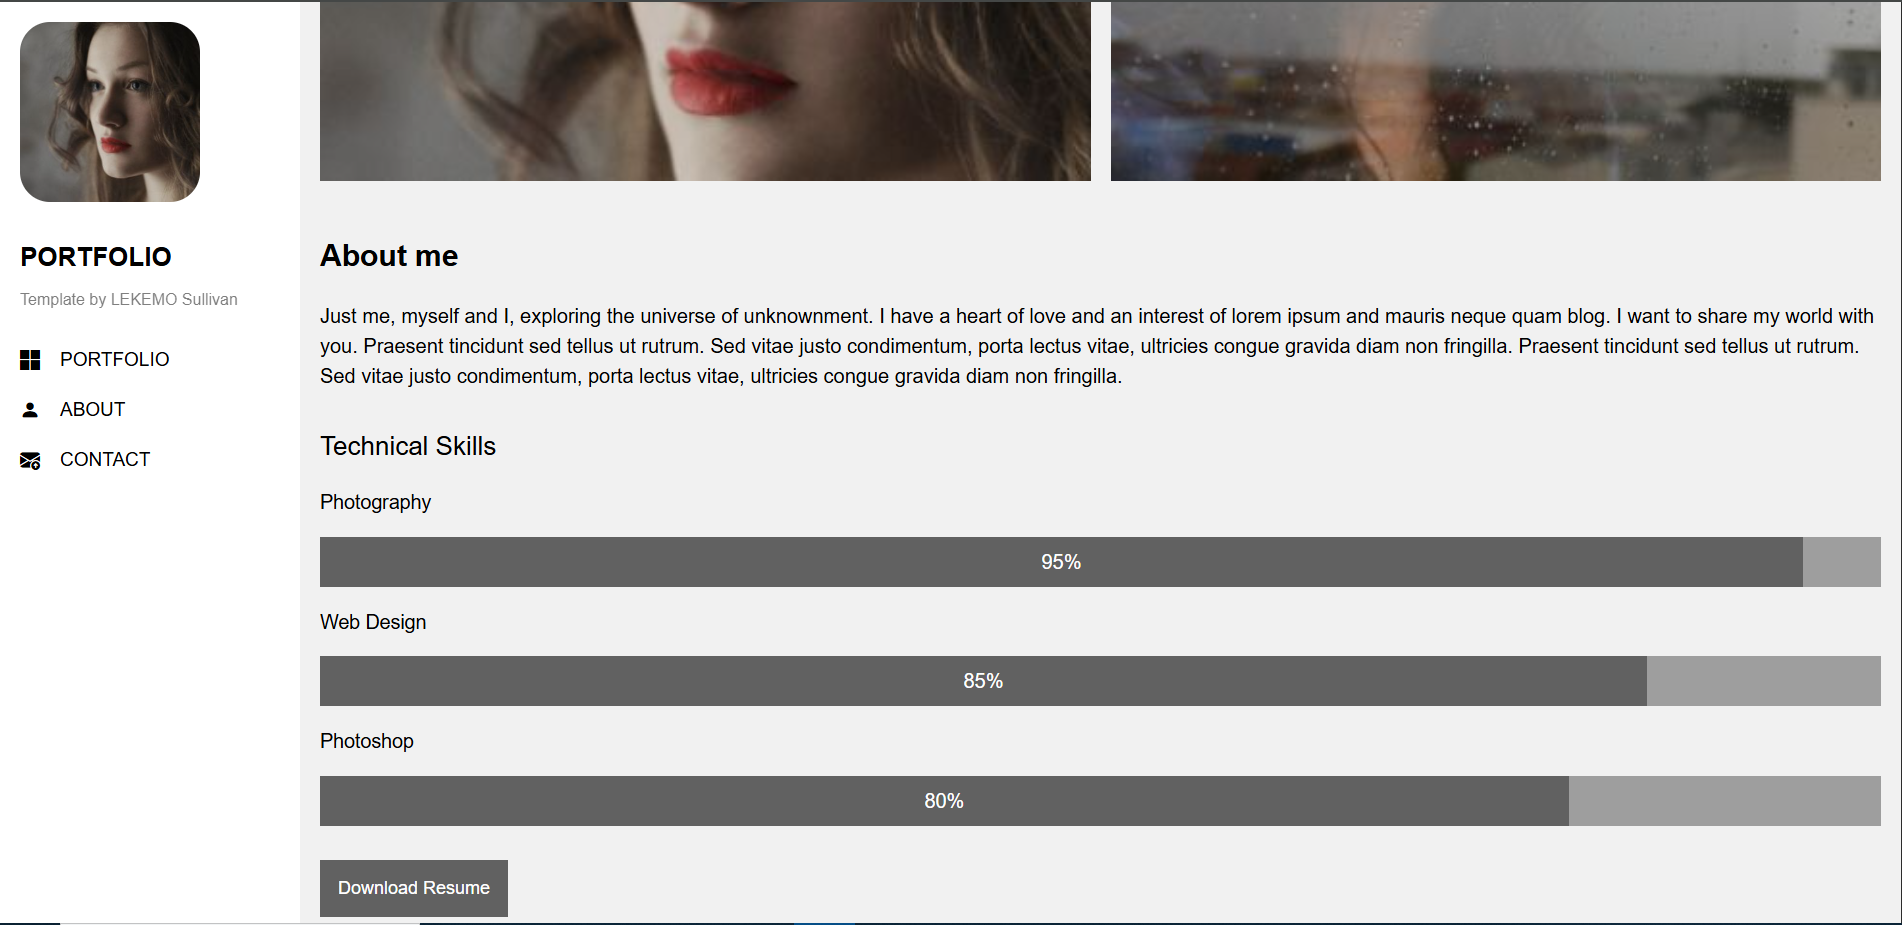 PORTFOLIO
Template by LEKEMO Sullivan
PORTFOLIO
ABOUT
CONTACT
About me
Just me, myself and I, exploring the universe of unknownment. I have a heart of love and an interest of lorem ipsum and mauris neque quam blog. I want to share my world with
you. Praesent tincidunt sed tellus ut rutrum. Sed vitae justo condimentum, porta lectus vitae, ultricies congue gravida diam non fringilla. Praesent tincidunt sed tellus ut rutrum.
Sed vitae justo condimentum, porta lectus vitae, ultricies congue gravida diam non fringilla.
Technical Skills
Photography
95%
Web Design
85%
Photoshop
80%
Download Resume